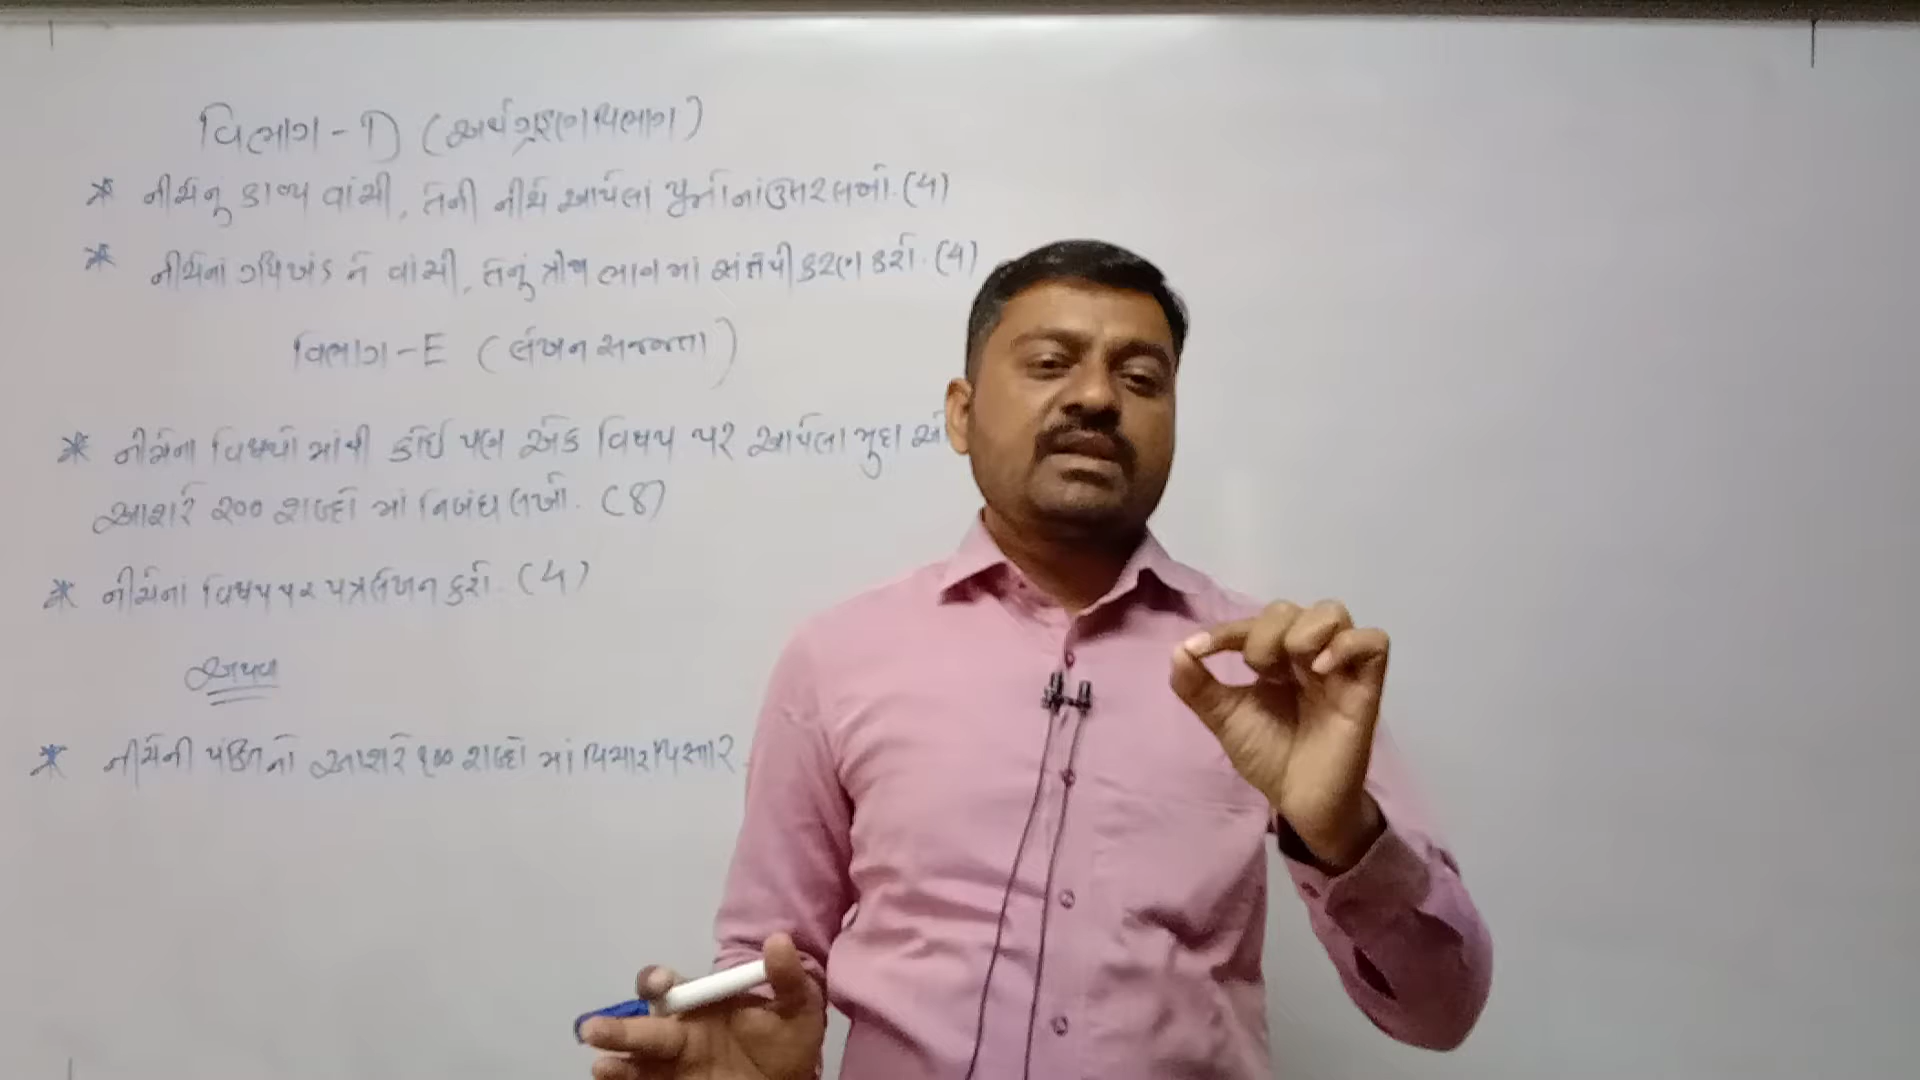 વિભાગ-D (અર્થગ્રહણ વિભાગ)
* નીચેનું કાવ્ય વાંચી, તેની નીચે આપેલા પ્રશ્નોનાં ઉત્તર લખો. (4)
* નીચેનાં ગદ્યખંડ ને વાંચી, તેનું ત્રીજા ભાગ માં સંક્ષેપીકરણ કરો. (4)
વિભાગ-E (લેખન સજ્જતા)
* નીચેના વિષયો માંથી કોઈ પણ એક વિષય પર આપેલા મુદ્દા
આશરે ૨૦૦ શબ્દો માં નિબંધ લખો. (8)
* નીચેનાં વિષય પર પત્રલેખન કરો. (4)
અથવા
* નીચેની પંક્તિનો આશરે ૧૦૦ શબ્દો માં વિચારવિસ્તાર